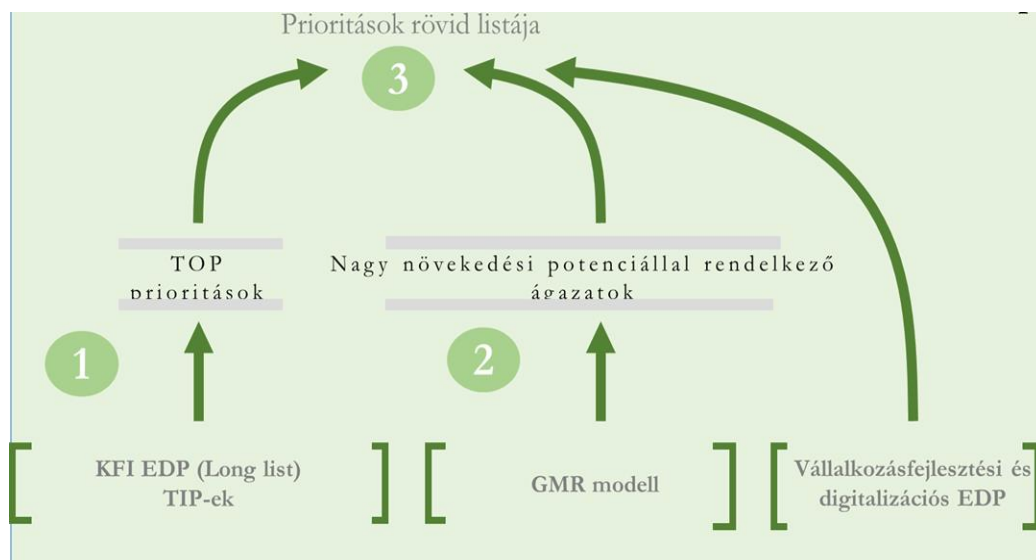 Prioritások rövid listája
3
TOP
prioritások
Nagy növekedési potenciállal rendelkező
ágazatok
1
2
KFI EDP (Long list)
TIP-ek
GMR modell
Vállalkozásfejlesztési és
digitalizációs EDP